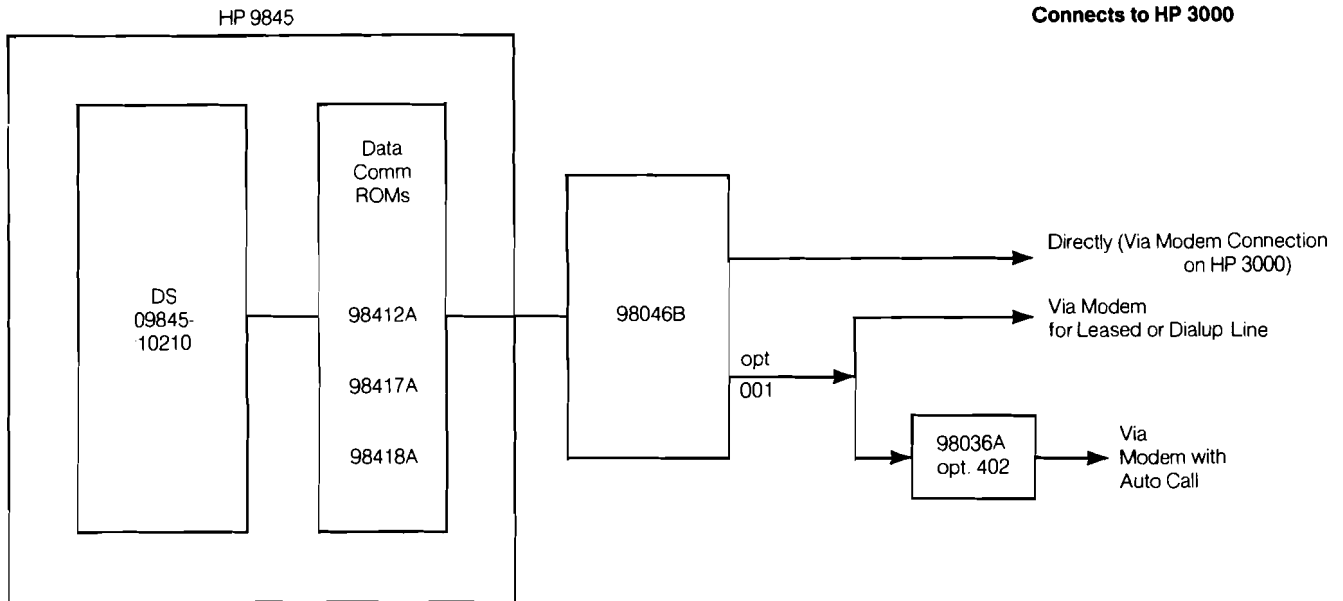 HP 9845
Connects to HP 3000
Data
Comm
ROMs
DS
09845-
10210
98412A
98417A
98418A
98046B
opt
001
Directly (Via Modem Connection
on HP 3000)
Via Modem
for Leased or Dialup Line
98036A
opt. 402
Via
Modem with
Auto Call